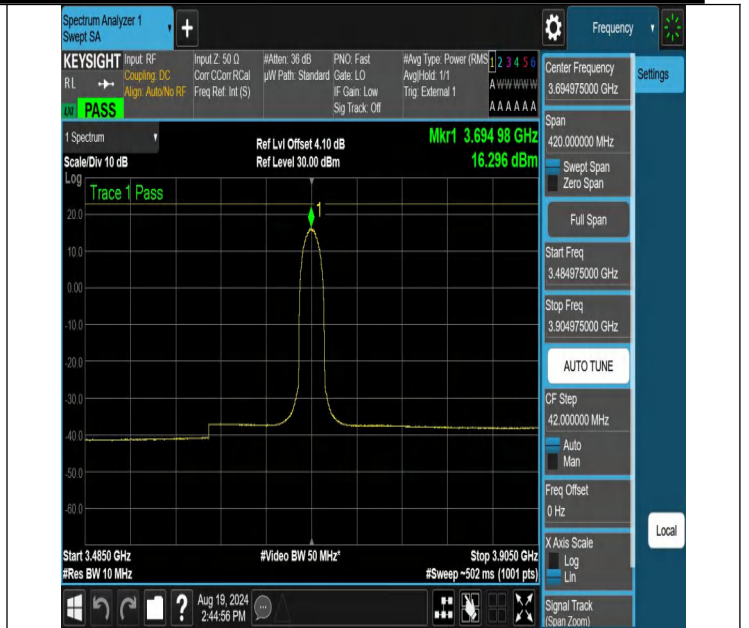 Spectrum Analyzer 1
Swept SA
+
Frequency
KEYSIGHT
RL
PASS
Input: RF
Coupling: DC
Align: Auto/No RF
Input Z: 50 Ω
Corr CCorr RCal
Freq Ref: Int (S)
#Atten: 36 dB
µW Path: Standard
PNO: Fast
Gate: LO
IF Gain: Low
Sig Track: Off
#Avg Type: Power (RMS
Avg|Hold: 1/1
Trig: External 1
1 2 3 4 5 6
A W W W W W
A A A A A A
Center Frequency
3.694975000 GHz
Settings
1 Spectrum
Scale/Div 10 dB
Ref Lvl Offset 4.10 dB
Ref Level 30.00 dBm
Mkr1 3.694 98 GHz
16.296 dBm
Span
420.000000 MHz
Swept Span
Zero Span
Log
Trace 1 Pass
1
20.0
10.0
0.00
-10.0
-20.0
-30.0
-40.0
-50.0
-60.0
Full Span
Start Freq
3.484975000 GHz
Stop Freq
3.904975000 GHz
AUTO TUNE
CF Step
42.000000 MHz
Auto
Man
Freq Offset
0 Hz
X Axis Scale
Log
Lin
Local
Start 3.4850 GHz
#Res BW 10 MHz
#Video BW 50 MHz*
Stop 3.9050 GHz
#Sweep ~502 ms (1001 pts)
?
Aug 19, 2024
2:44:56 PM
Signal Track
(Span Zoom)